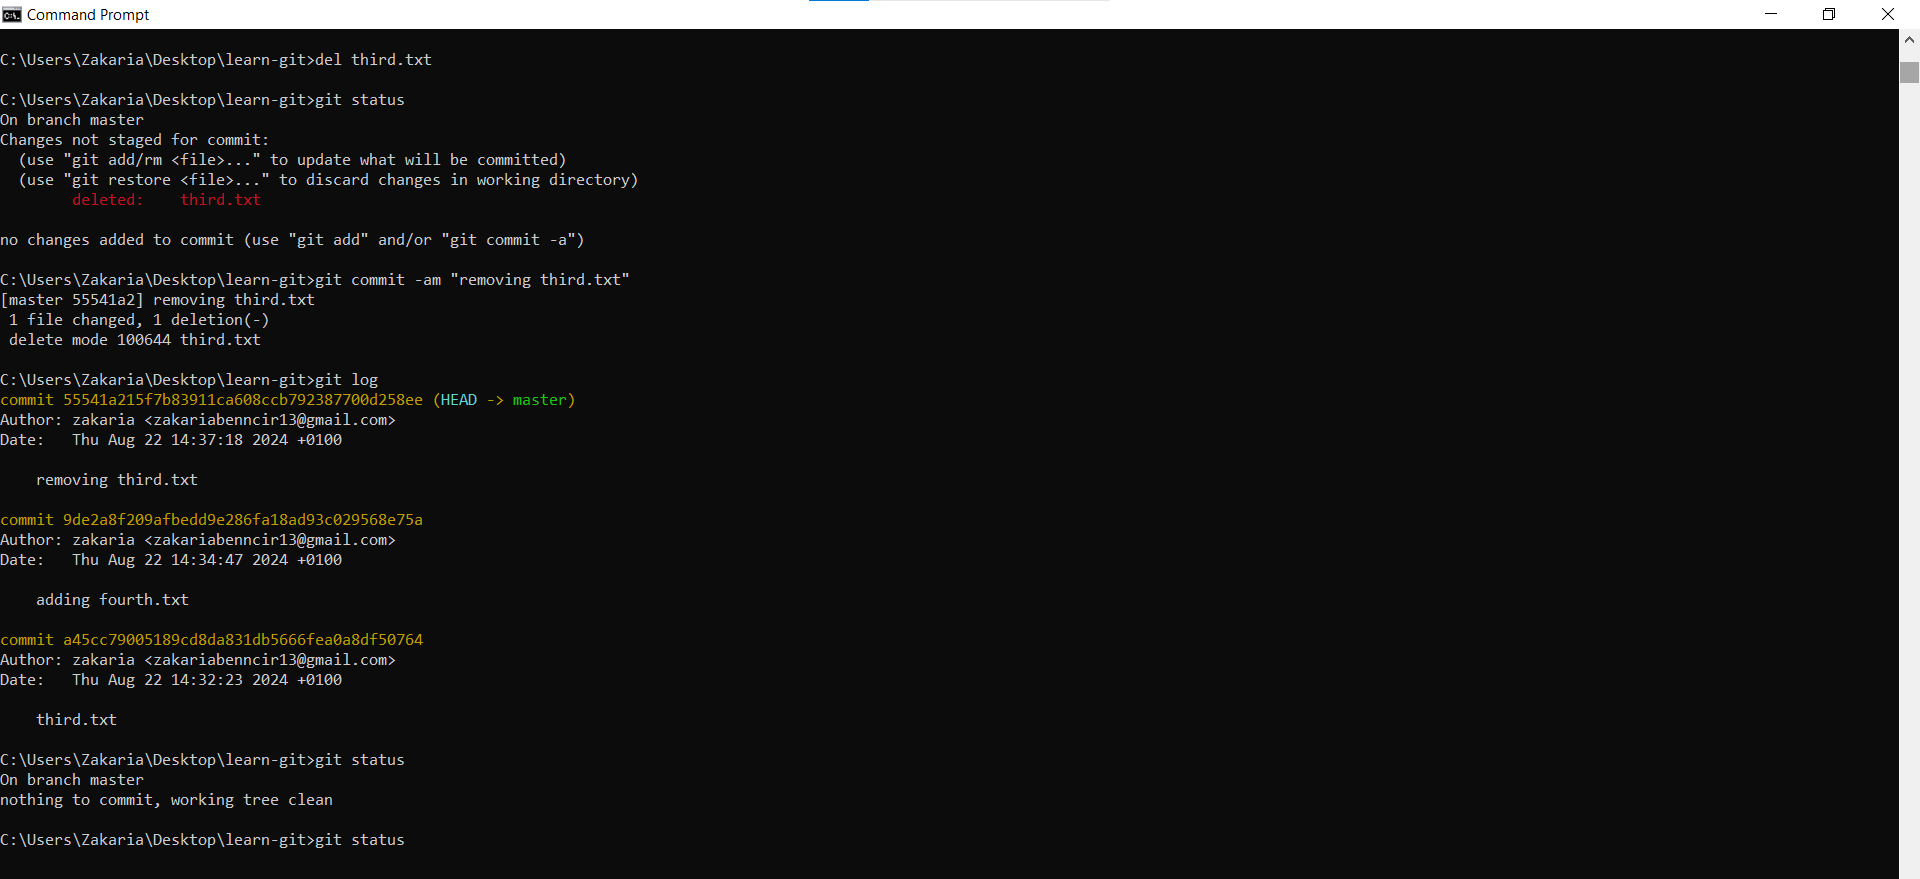 Command Prompt
C:\Users\Zakaria\Desktop\learn-git>del third.txt
C:\Users\Zakaria\Desktop\learn-git>git status
On branch master
Changes not staged for commit:
  (use "git add/rm <file>..." to update what will be committed)
  (use "git restore <file>..." to discard changes in working directory)
        deleted:    third.txt
no changes added to commit (use "git add" and/or "git commit -a")
C:\Users\Zakaria\Desktop\learn-git>git commit -am "removing third.txt"
[master 55541a2] removing third.txt
 1 file changed, 1 deletion(-)
 delete mode 100644 third.txt
C:\Users\Zakaria\Desktop\learn-git>git log
commit 55541a215f7b83911ca608ccb792387700d258ee (HEAD -> master)
Author: zakaria <zakariabenncir13@gmail.com>
Date:   Thu Aug 22 14:37:18 2024 +0100
    removing third.txt
commit 9de2a8f209afbedd9e286fa18ad93c029568e75a
Author: zakaria <zakariabenncir13@gmail.com>
Date:   Thu Aug 22 14:34:47 2024 +0100
    adding fourth.txt
commit a45cc79005189cd8da831db5666fea0a8df50764
Author: zakaria <zakariabenncir13@gmail.com>
Date:   Thu Aug 22 14:32:23 2024 +0100
    third.txt
C:\Users\Zakaria\Desktop\learn-git>git status
On branch master
nothing to commit, working tree clean
C:\Users\Zakaria\Desktop\learn-git>git status